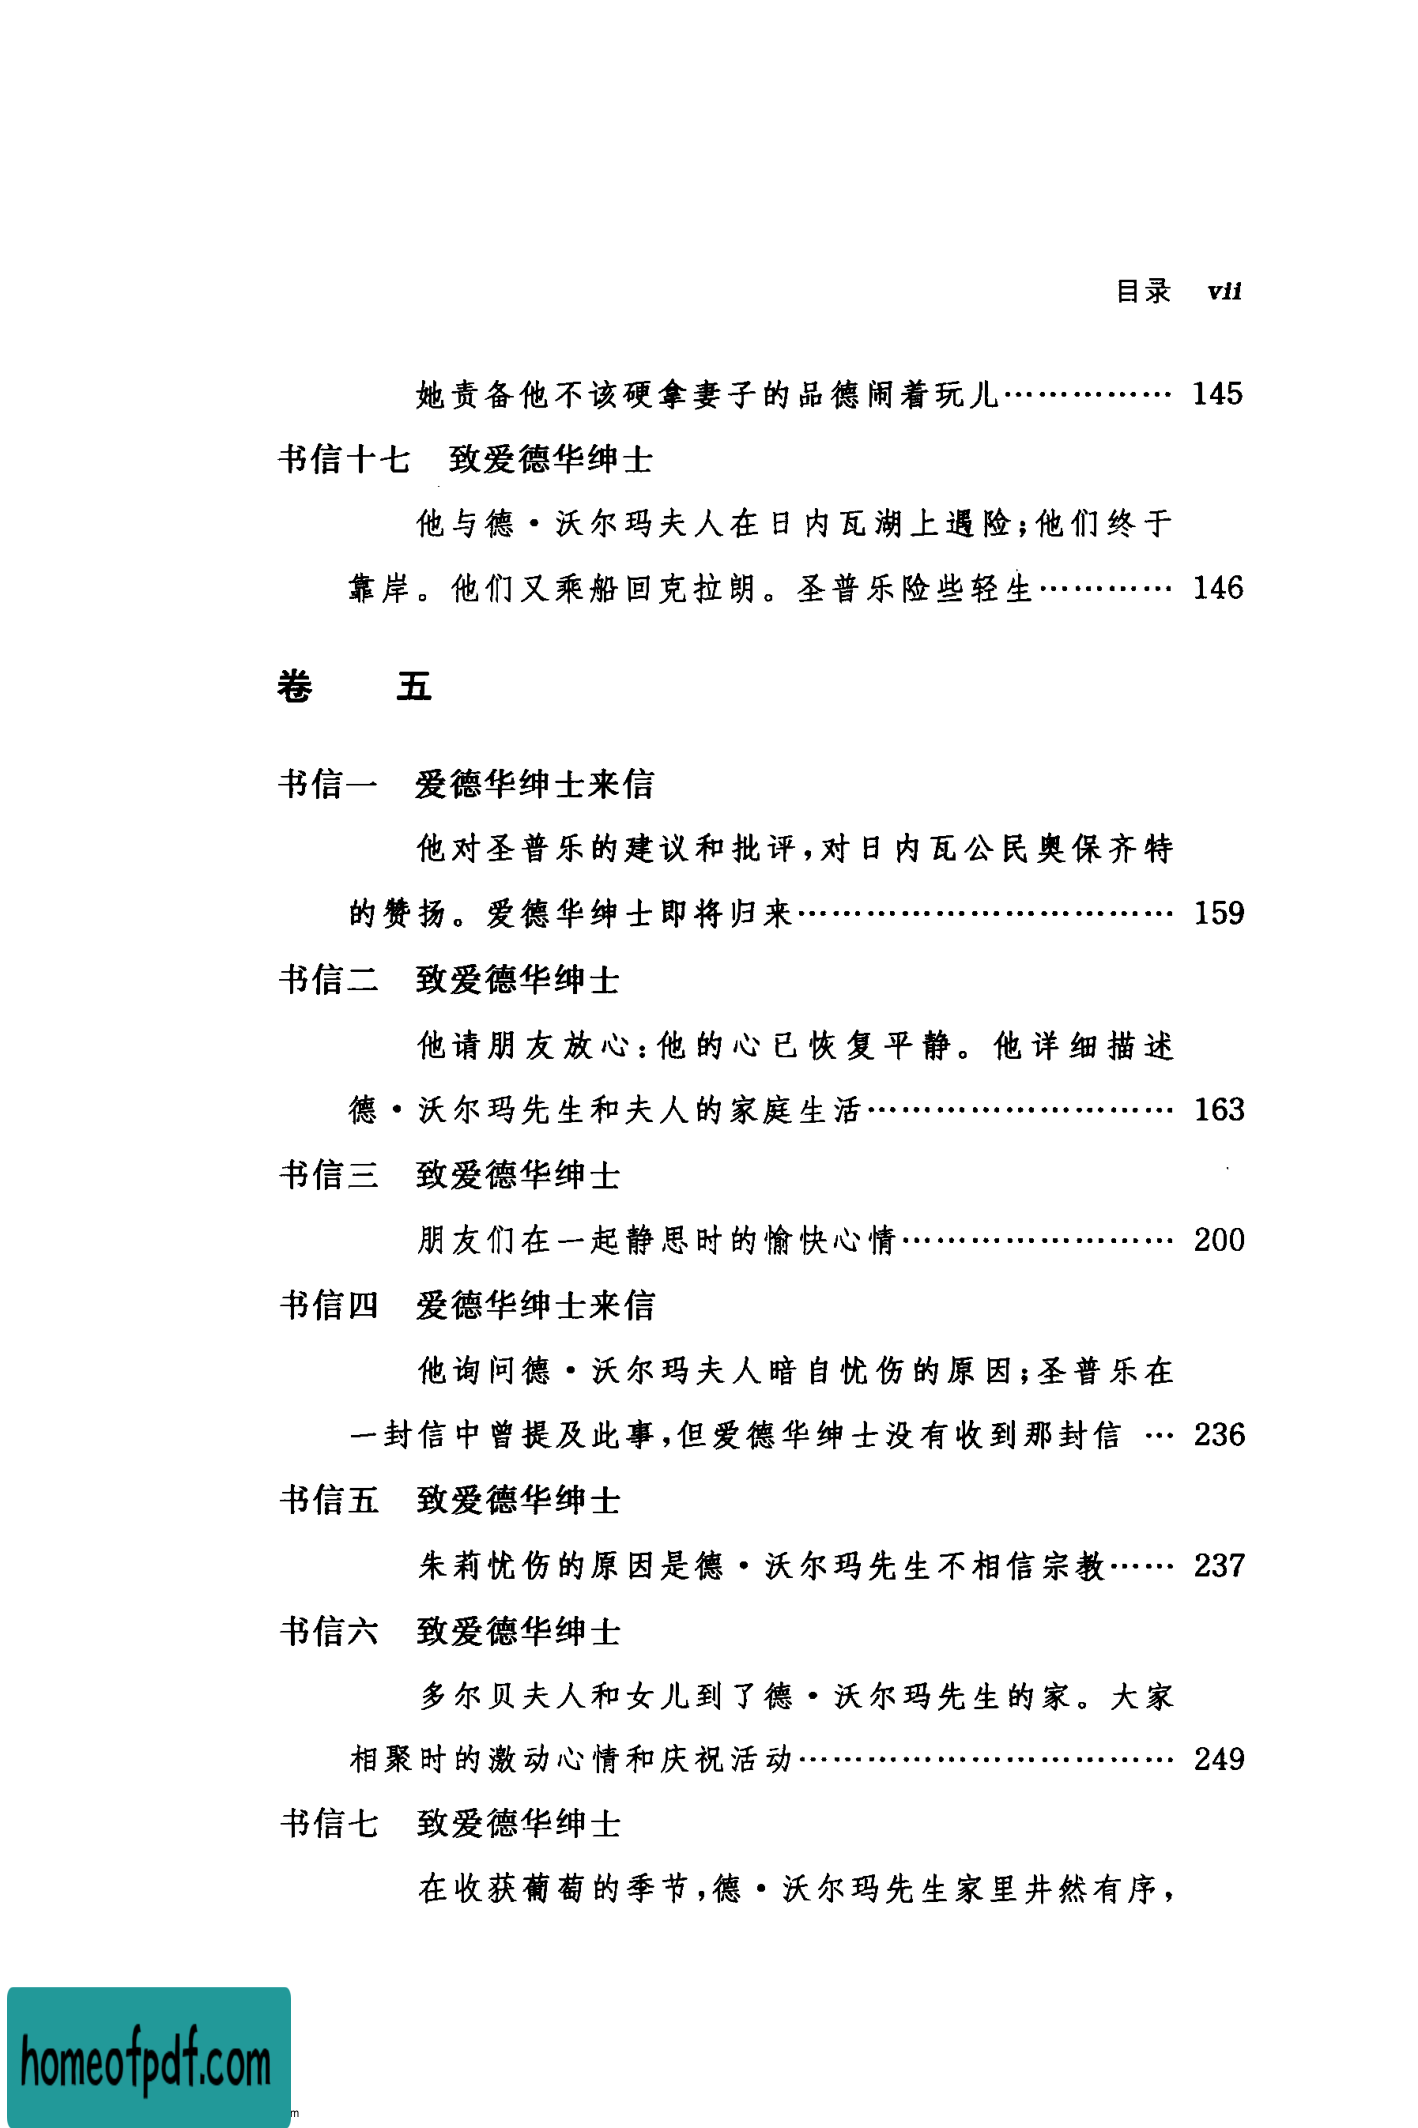 目录 vii
她责备他不该硬拿妻子的品德闹着玩儿…………… 145
书信十七 致爱德华绅士
他与德·沃尔玛夫人在日内瓦湖上遇险;他们终于
靠岸。他们又乘船回克拉朗。圣普乐险些轻生………… 146
卷 五
书信一 爱德华绅士来信
他对圣普乐的建议和批评,对日内瓦公民奥保齐特
的赞扬。爱德华绅士即将归来……………………………… 159
书信二 致爱德华绅士
他请朋友放心:他的心已恢复平静。他详细描述
德·沃尔玛先生和夫人的家庭生活……………………… 163
书信三 致爱德华绅士
朋友们在一起静思时的愉快心情……………………… 200
书信四 爱德华绅士来信
他询问德·沃尔玛夫人暗自忧伤的原因;圣普乐在
一封信中曾提及此事,但爱德华绅士没有收到那封信 … 236
书信五 致爱德华绅士
朱莉忧伤的原因是德·沃尔玛先生不相信宗教…… 237
书信六 致爱德华绅士
多尔贝夫人和女儿到了德·沃尔玛先生的家。大家
相聚时的激动心情和庆祝活动……………………………… 249
书信七 致爱德华绅士
在收获葡萄的季节,德·沃尔玛先生家里井然有序,
homeofpdf.com
m